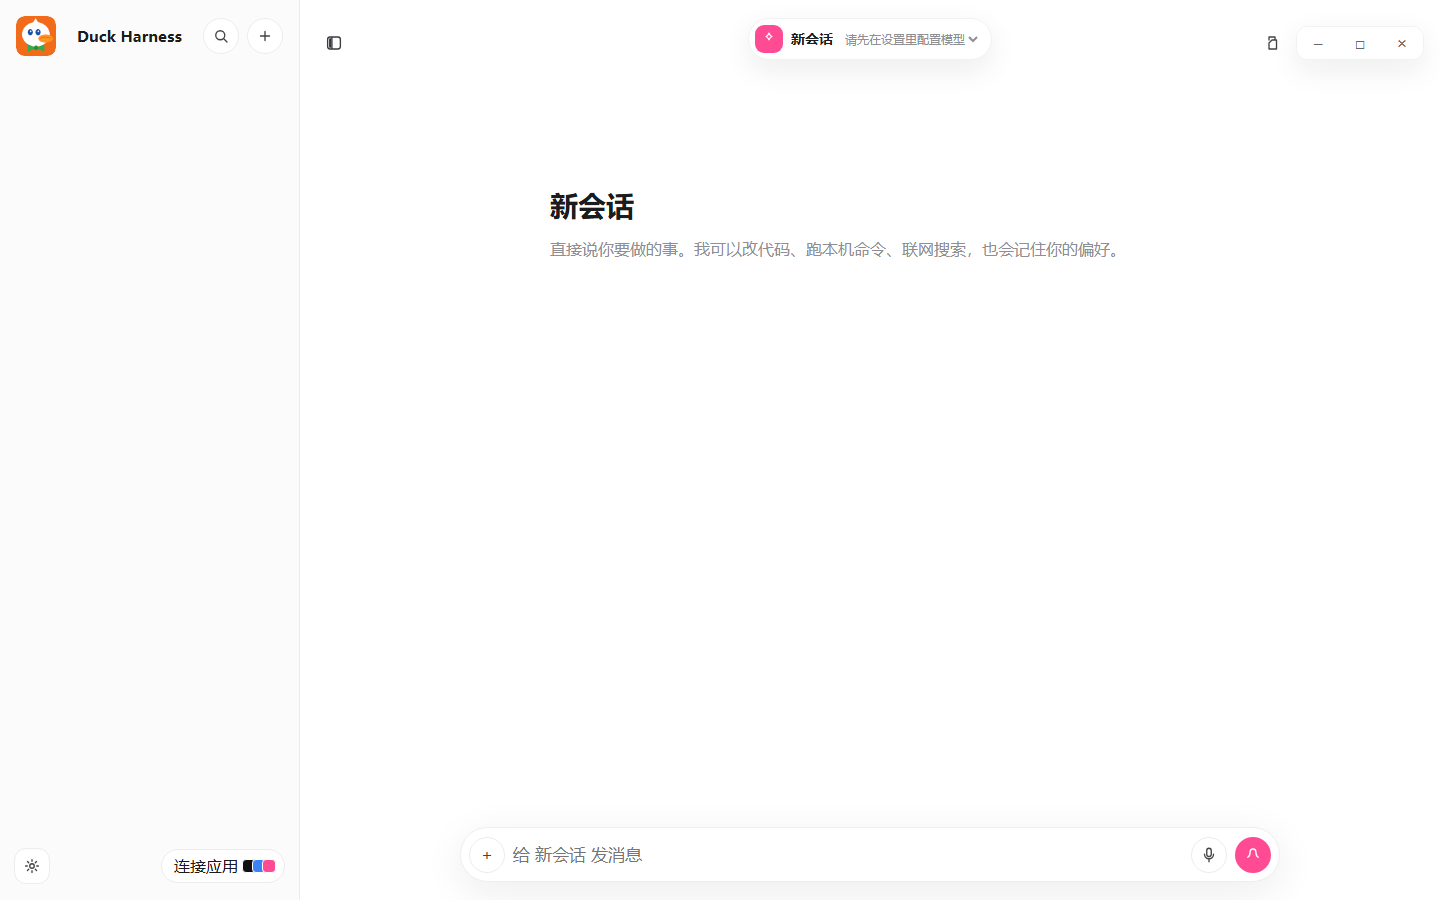 Duck Harness
新会话 请先在设置里配置模型
新会话
直接说你要做的事。我可以改代码、跑本机命令、联网搜索，也会记住你的偏好。
给 新会话 发消息
连接应用